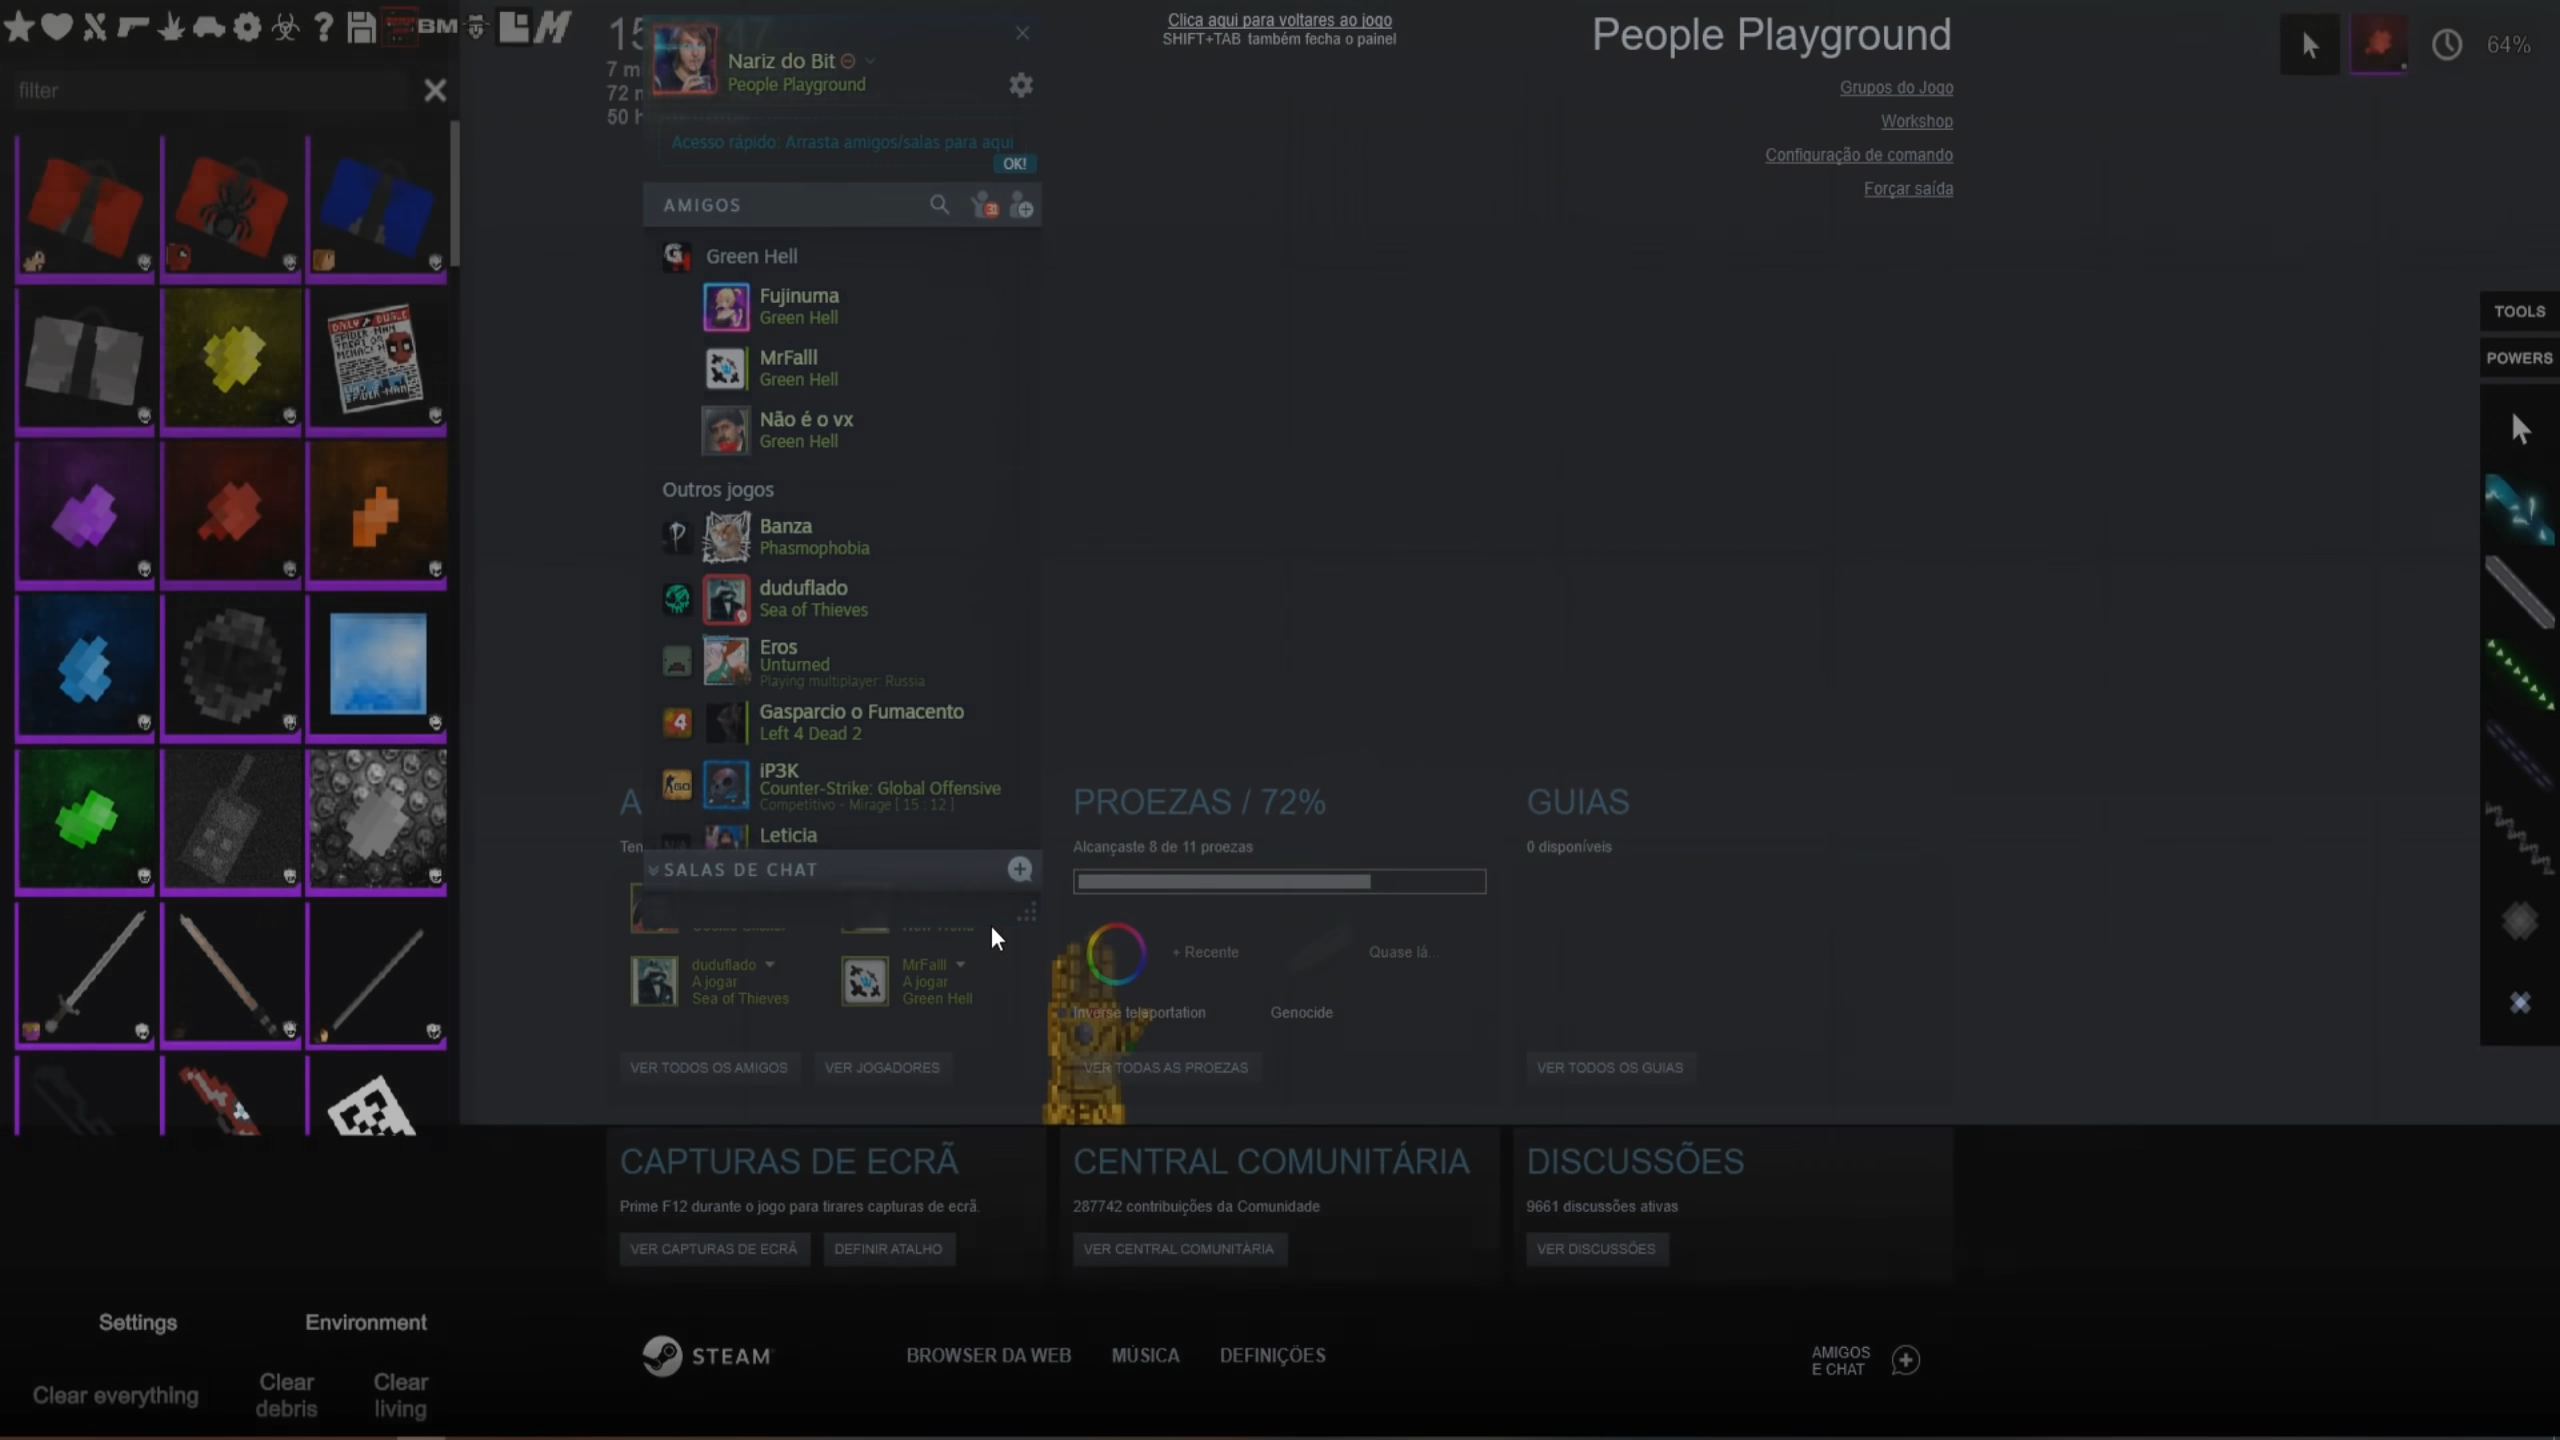 BM
filter
15
47
7 m
72 m
50 h
Nariz do Bit
People Playground
Acesso rápido: Arrasta amigos/salas para aqui
OK!
AMIGOS
31
Green Hell
Fujinuma
Green Hell
MrFalll
Green Hell
Não é o vx
Green Hell
Outros jogos
Banza
Phasmophobia
duduflado
Sea of Thieves
Eros
Unturned
Playing multiplayer: Russia
Gasparcio o Fumacento
Left 4 Dead 2
iP3K
Counter-Strike: Global Offensive
Competitivo - Mirage [ 15 : 12 ]
Leticia
SALAS DE CHAT
Clica aqui para voltares ao jogo
SHIFT+TAB também fecha o painel
People Playground
Grupos do Jogo
Workshop
Configuração de comando
Forçar saída
64%
TOOLS
POWERS
A
Ten
duduflado
A jogar
Sea of Thieves
MrFalll
A jogar
Green Hell
VER TODOS OS AMIGOS
VER JOGADORES
PROEZAS / 72%
Alcançaste 8 de 11 proezas
+ Recente
Quase lá...
Inverse teleportation
Genocide
VER TODAS AS PROEZAS
GUIAS
0 disponíveis
VER TODOS OS GUIAS
CAPTURAS DE ECRÃ
Prime F12 durante o jogo para tirares capturas de ecrã.
VER CAPTURAS DE ECRÃ
DEFINIR ATALHO
CENTRAL COMUNITÁRIA
287742 contribuições da Comunidade
VER CENTRAL COMUNITÁRIA
DISCUSSÕES
9661 discussões ativas
VER DISCUSSÕES
Settings
Environment
Clear everything
Clear
debris
Clear
living
STEAM
BROWSER DA WEB
MÚSICA
DEFINIÇÕES
AMIGOS
E CHAT